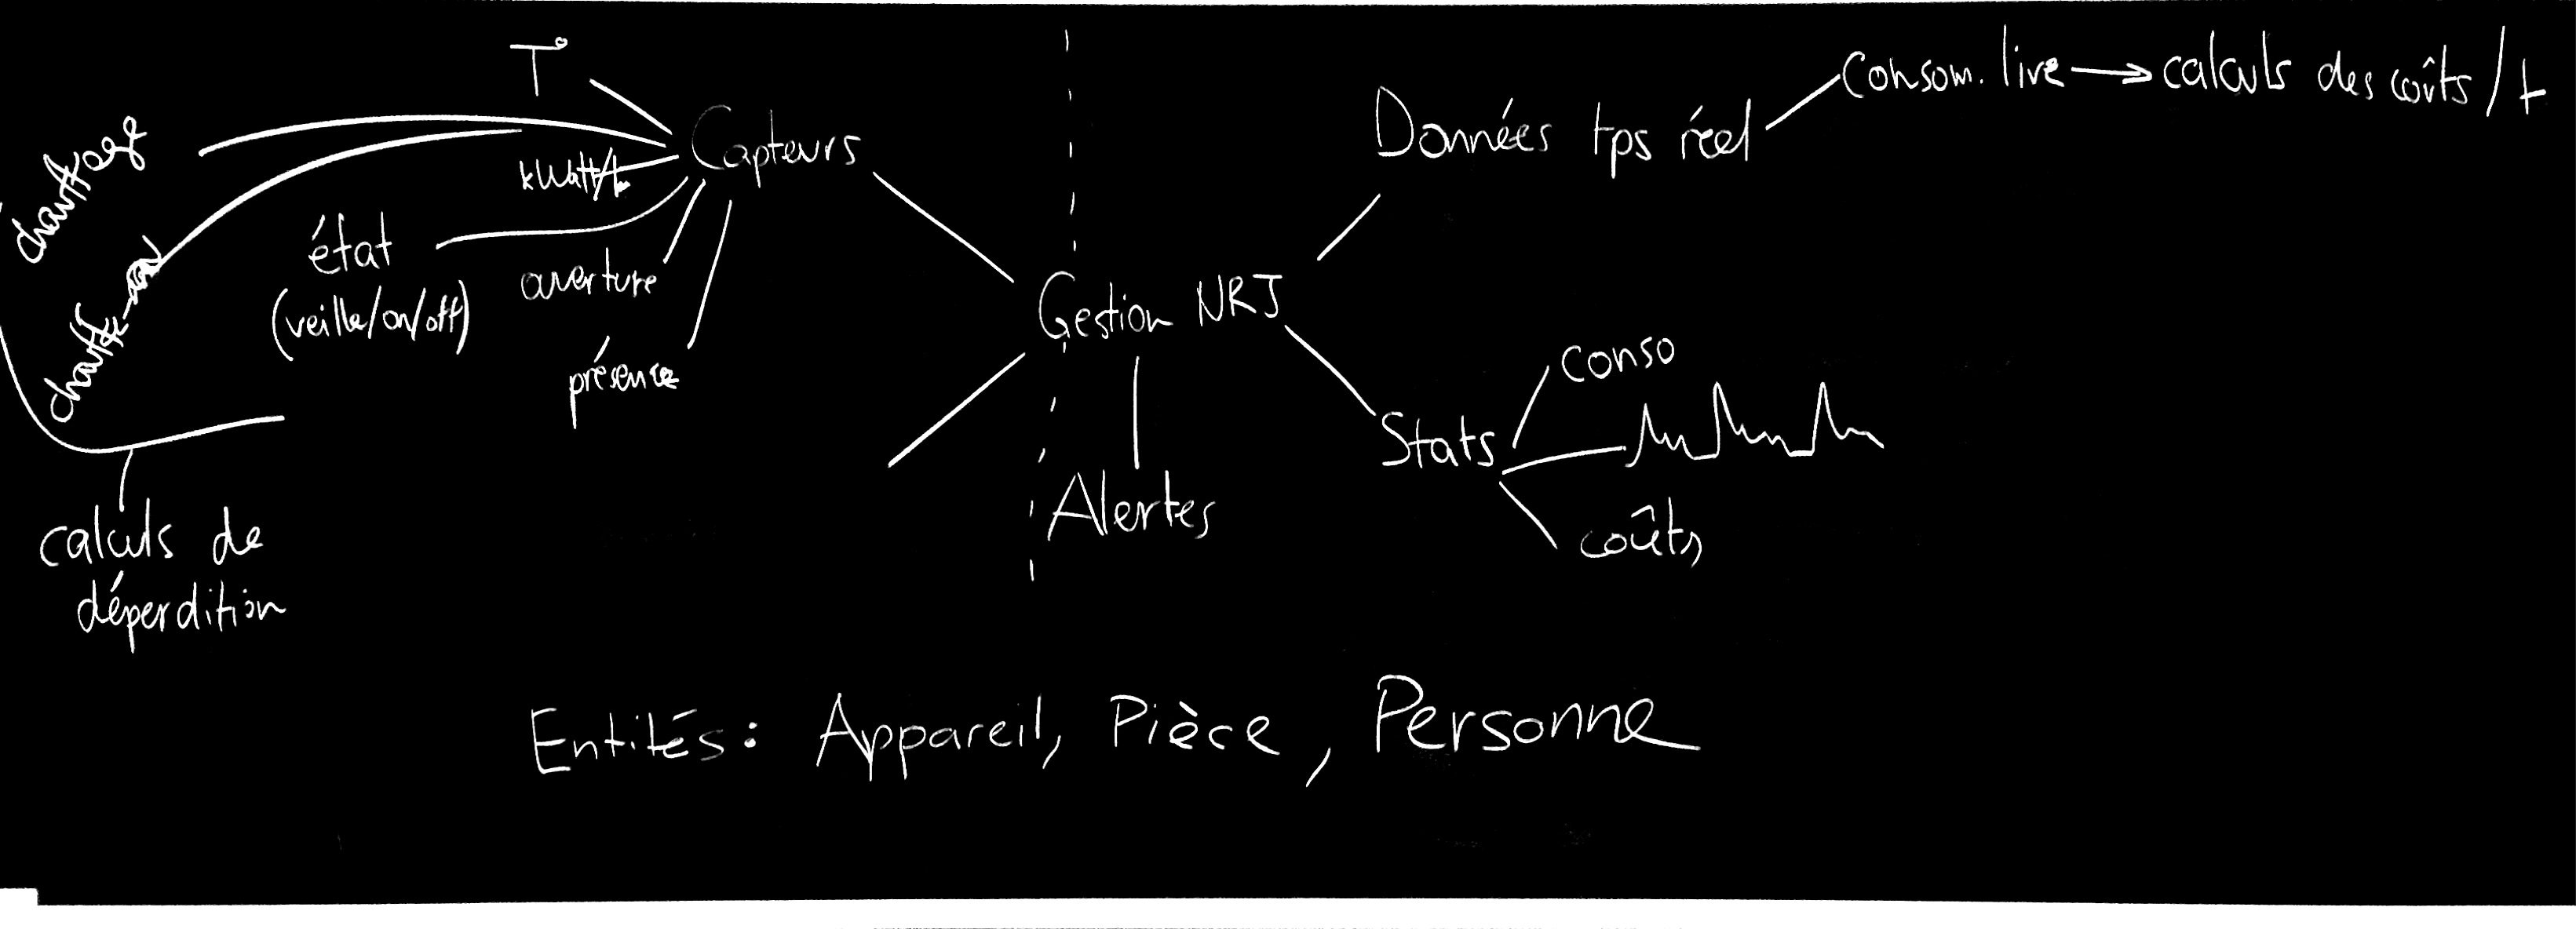 T°
Capteurs
chauffage
kWatt/h
état
(veille/on/off)
ouverture
présence
chauffe-eau
calculs de
déperdition
Gestion NRJ
Données tps réel
Consom. live → calculs des coûts / t
Stats
conso
coûts
Alertes
Entités: Appareil, Pièce, Personne